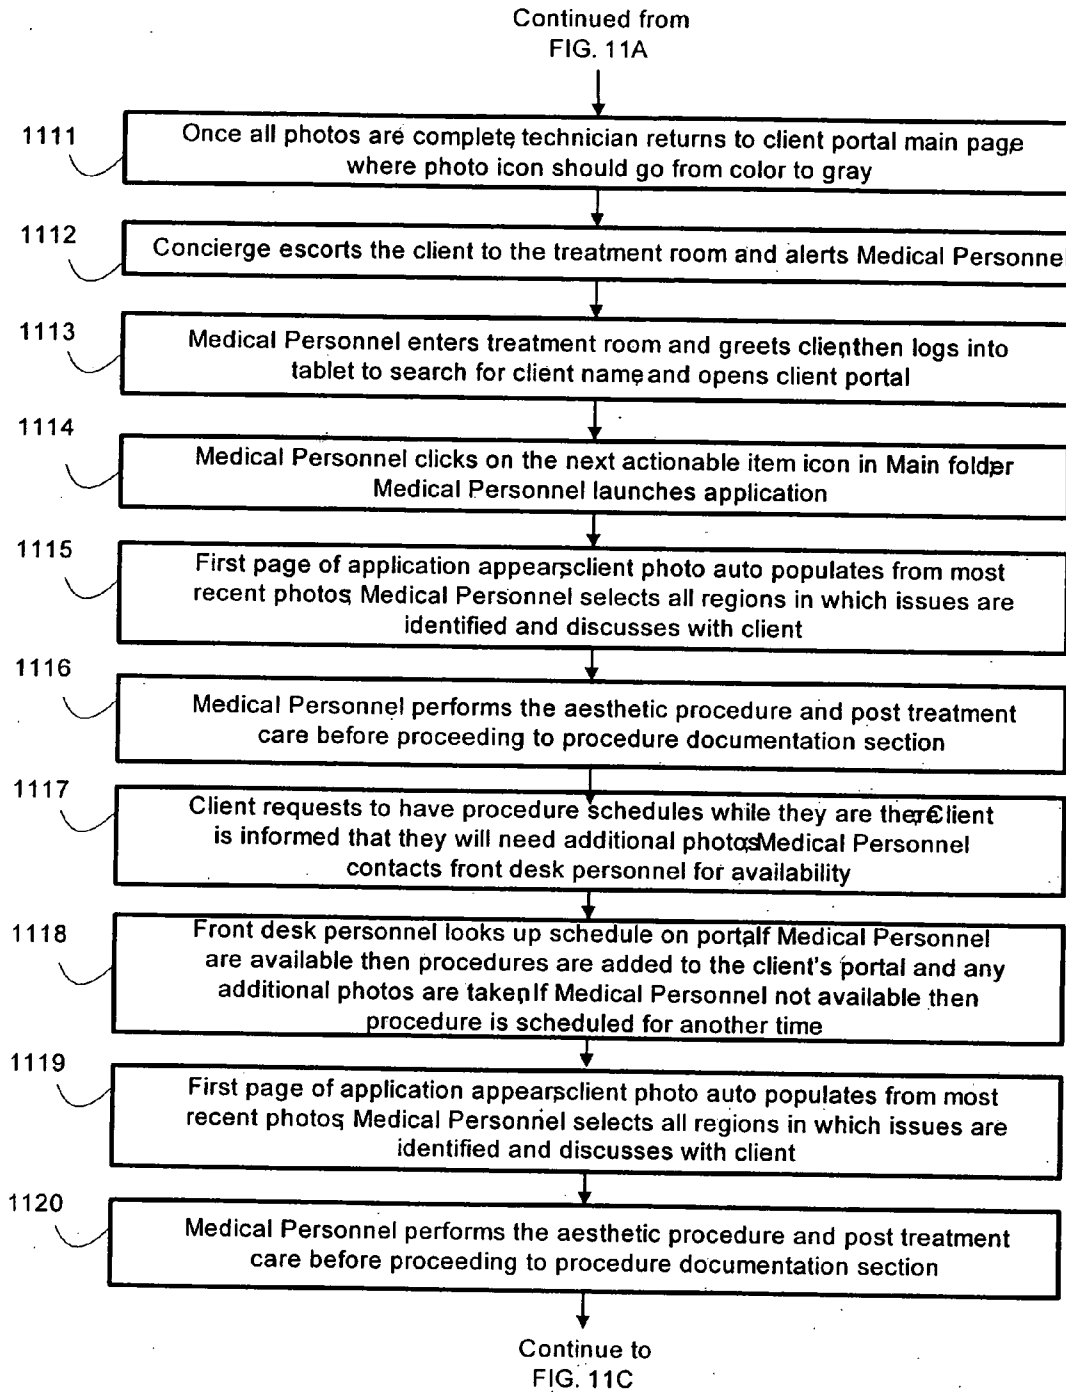 Continued from
FIG. 11A
1111
Once all photos are complete, technician returns to client portal main page,
where photo icon should go from color to gray
1112
Concierge escorts the client to the treatment room and alerts Medical Personnel
1113
Medical Personnel enters treatment room and greets client, then logs into
tablet to search for client name, and opens client portal
1114
Medical Personnel clicks on the next actionable item icon in Main folder,
Medical Personnel launches application
1115
First page of application appears, client photo auto populates from most
recent photos; Medical Personnel selects all regions in which issues are
identified and discusses with client
1116
Medical Personnel performs the aesthetic procedure and post treatment
care before proceeding to procedure documentation section
1117
Client requests to have procedure schedules while they are there; Client
is informed that they will need additional photos; Medical Personnel
contacts front desk personnel for availability
1118
Front desk personnel looks up schedule on portal, If Medical Personnel
are available then procedures are added to the client's portal and any
additional photos are taken, If Medical Personnel not available then
procedure is scheduled for another time
1119
First page of application appears, client photo auto populates from most
recent photos; Medical Personnel selects all regions in which issues are
identified and discusses with client
1120
Medical Personnel performs the aesthetic procedure and post treatment
care before proceeding to procedure documentation section
Continue to
FIG. 11C